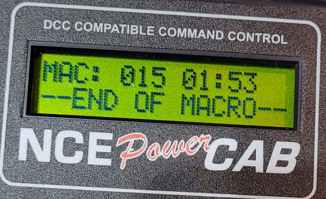 DCC COMPATIBLE COMMAND CONTROL
MAC: 015 01:53
--END OF MACRO--
NCE Power CAB